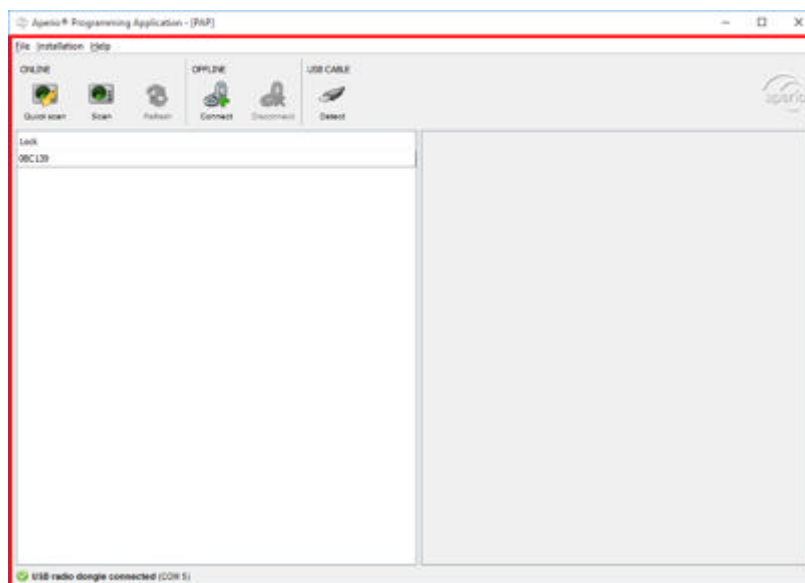 Aperio® Programming Application - [PAP]
File Installation Help
ONLINE OFFLINE USB CABLE
Quick scan Scan Refresh Connect Disconnect Detect
aperio
Lock
0BC139
USB radio dongle connected (COM 5)